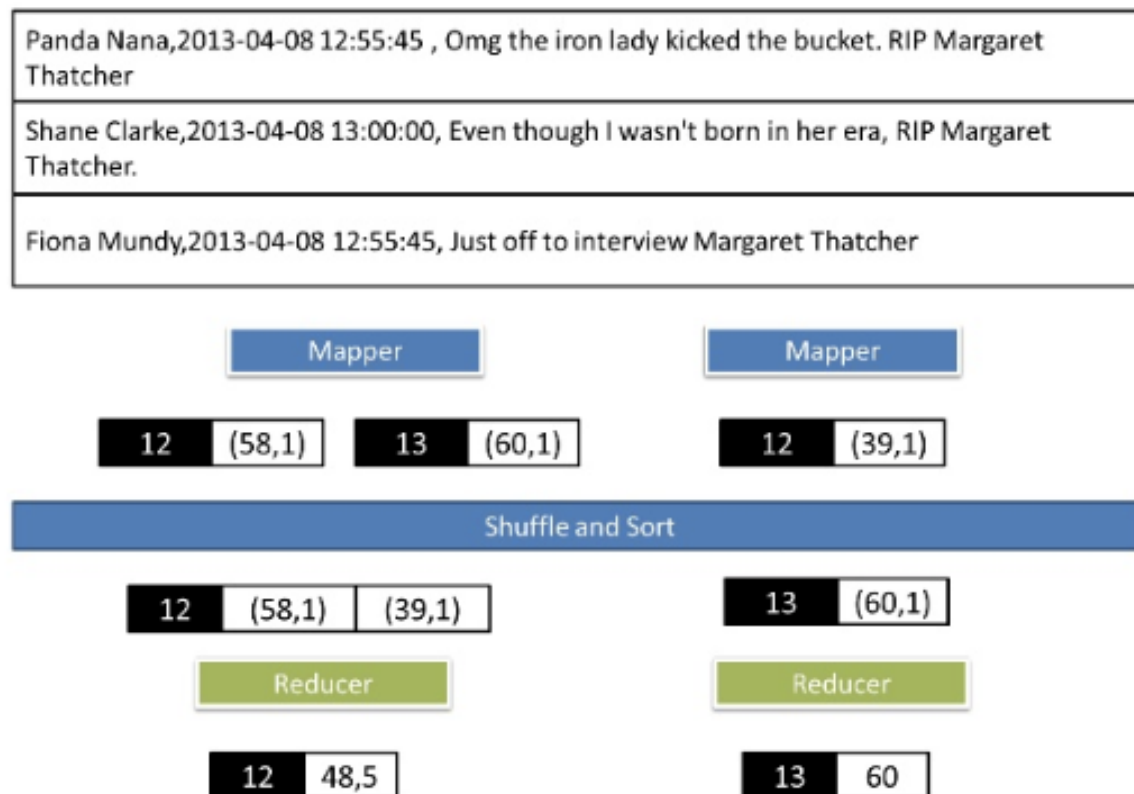 Panda Nana,2013-04-08 12:55:45 , Omg the iron lady kicked the bucket. RIP Margaret
Thatcher
Shane Clarke,2013-04-08 13:00:00, Even though I wasn't born in her era, RIP Margaret
Thatcher.
Fiona Mundy,2013-04-08 12:55:45, Just off to interview Margaret Thatcher
Mapper Mapper
12 (58,1) 13 (60,1) 12 (39,1)
Shuffle and Sort
12 (58,1) (39,1) 13 (60,1)
Reducer Reducer
12 48,5 13 60